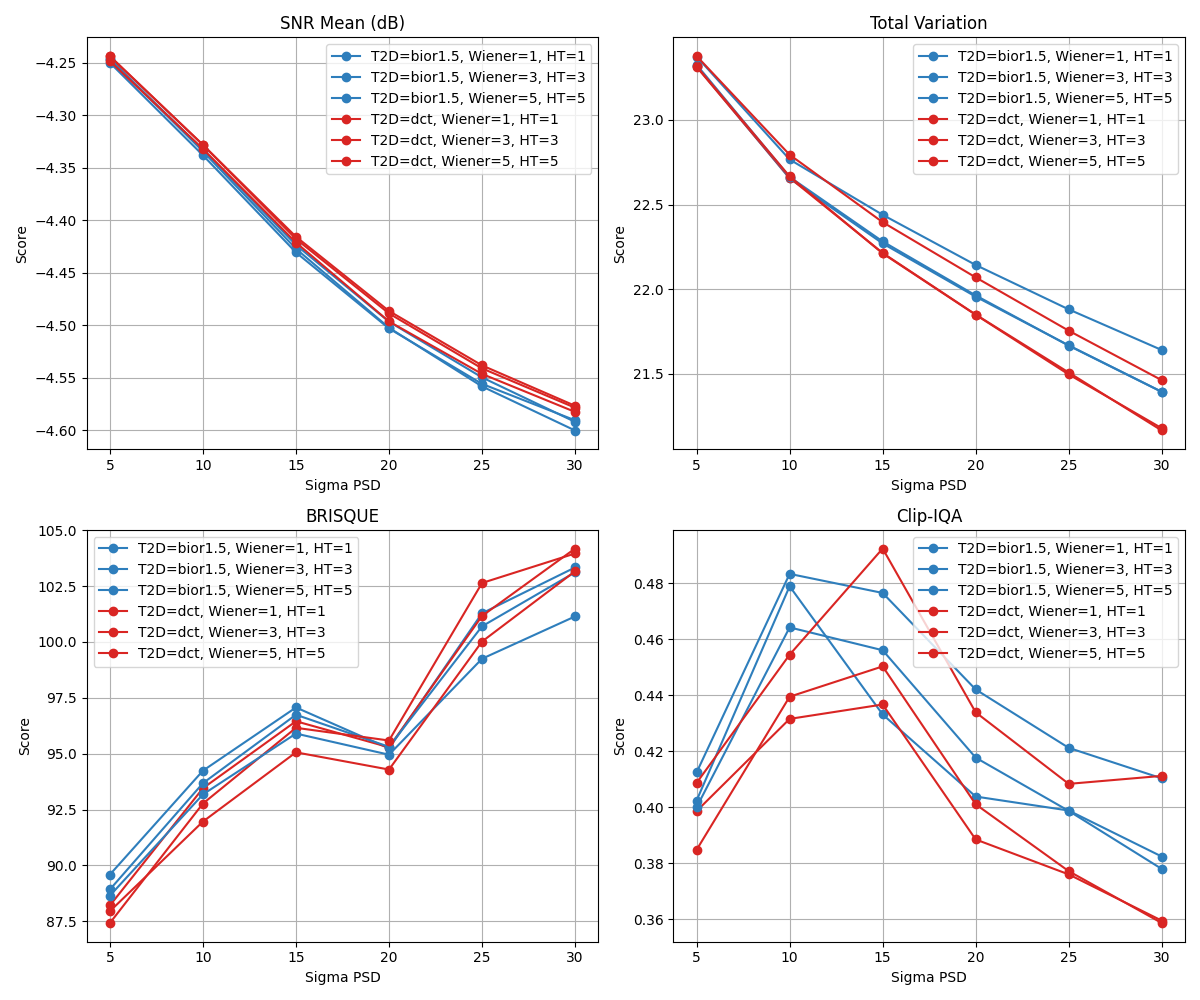 SNR Mean (dB)
T2D=bior1.5, Wiener=1, HT=1
T2D=bior1.5, Wiener=3, HT=3
T2D=bior1.5, Wiener=5, HT=5
T2D=dct, Wiener=1, HT=1
T2D=dct, Wiener=3, HT=3
T2D=dct, Wiener=5, HT=5
−4.25
−4.30
−4.35
−4.40
−4.45
−4.50
−4.55
−4.60
Score
5 10 15 20 25 30
Sigma PSD
Total Variation
T2D=bior1.5, Wiener=1, HT=1
T2D=bior1.5, Wiener=3, HT=3
T2D=bior1.5, Wiener=5, HT=5
T2D=dct, Wiener=1, HT=1
T2D=dct, Wiener=3, HT=3
T2D=dct, Wiener=5, HT=5
23.0
22.5
22.0
21.5
Score
5 10 15 20 25 30
Sigma PSD
BRISQUE
T2D=bior1.5, Wiener=1, HT=1
T2D=bior1.5, Wiener=3, HT=3
T2D=bior1.5, Wiener=5, HT=5
T2D=dct, Wiener=1, HT=1
T2D=dct, Wiener=3, HT=3
T2D=dct, Wiener=5, HT=5
105.0
102.5
100.0
97.5
95.0
92.5
90.0
87.5
Score
5 10 15 20 25 30
Sigma PSD
Clip-IQA
T2D=bior1.5, Wiener=1, HT=1
T2D=bior1.5, Wiener=3, HT=3
T2D=bior1.5, Wiener=5, HT=5
T2D=dct, Wiener=1, HT=1
T2D=dct, Wiener=3, HT=3
T2D=dct, Wiener=5, HT=5
0.48
0.46
0.44
0.42
0.40
0.38
0.36
Score
5 10 15 20 25 30
Sigma PSD